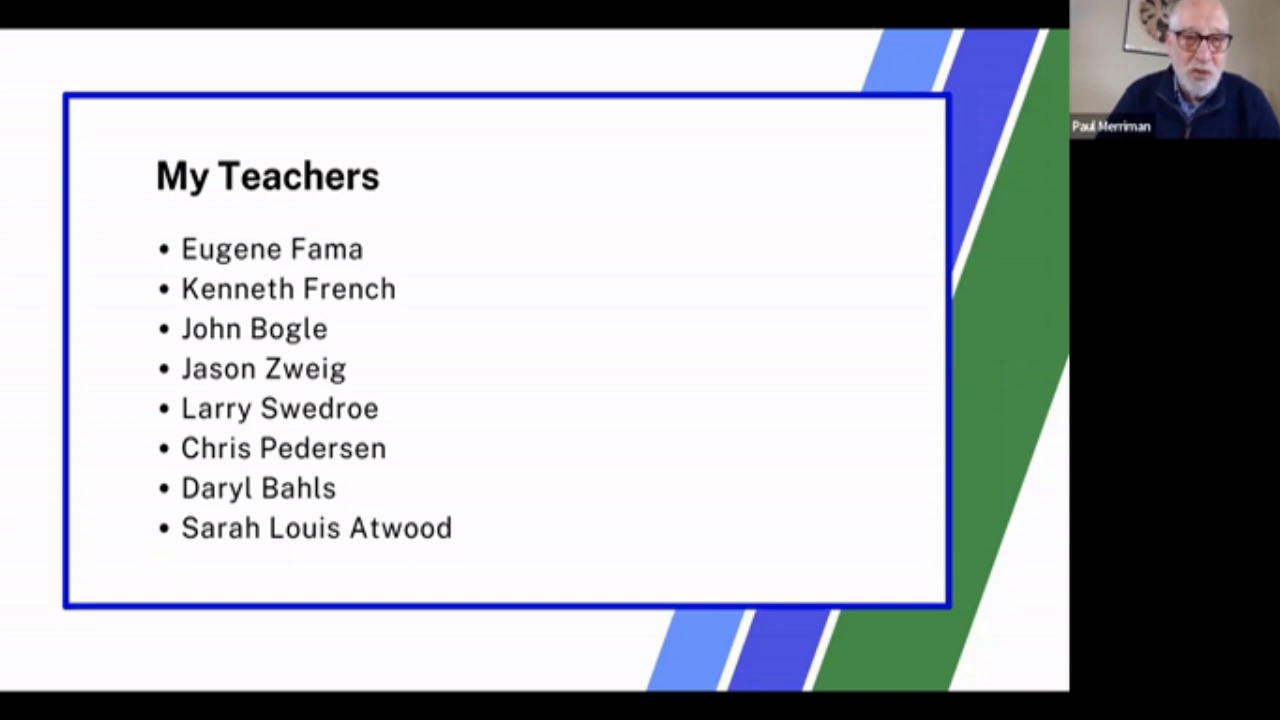 My Teachers
• Eugene Fama
• Kenneth French
• John Bogle
• Jason Zweig
• Larry Swedroe
• Chris Pedersen
• Daryl Bahls
• Sarah Louis Atwood
Paul Merriman